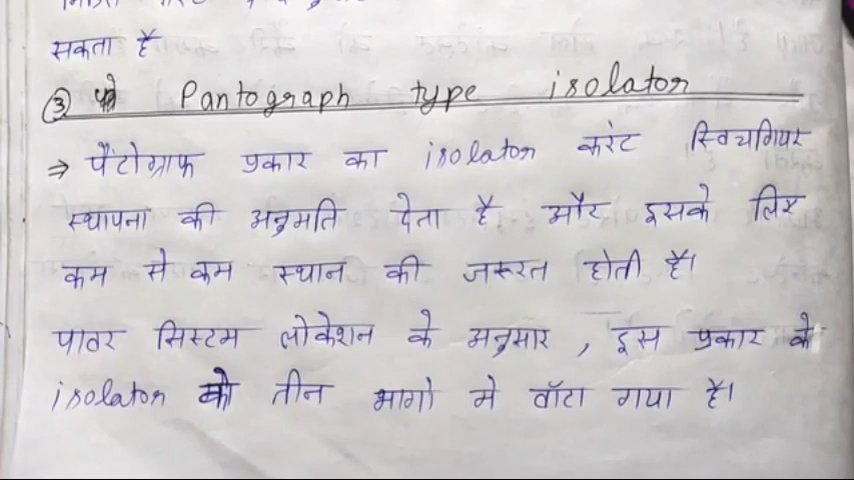 सकता है
③ Pantograph type isolator
⇒ पैंटोग्राफ प्रकार का isolator करंट स्विचगियर
स्थापना की अनुमति देता है और इसके लिए
कम से कम स्थान की जरूरत होती है।
पावर सिस्टम लोकेशन के अनुसार , इस प्रकार के
isolator को तीन भागो मे बॉटा गया है।